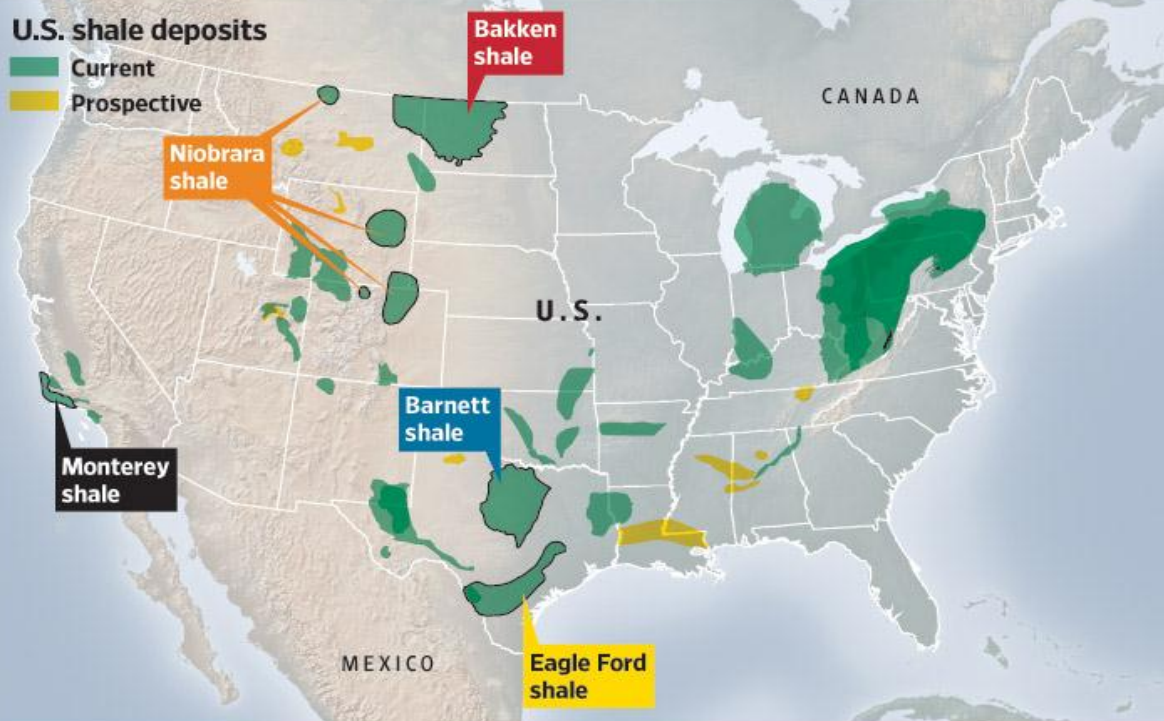 U.S. shale deposits
Current
Prospective
Bakken
shale
CANADA
Niobrara
shale
U.S.
Barnett
shale
Monterey
shale
MEXICO
Eagle Ford
shale